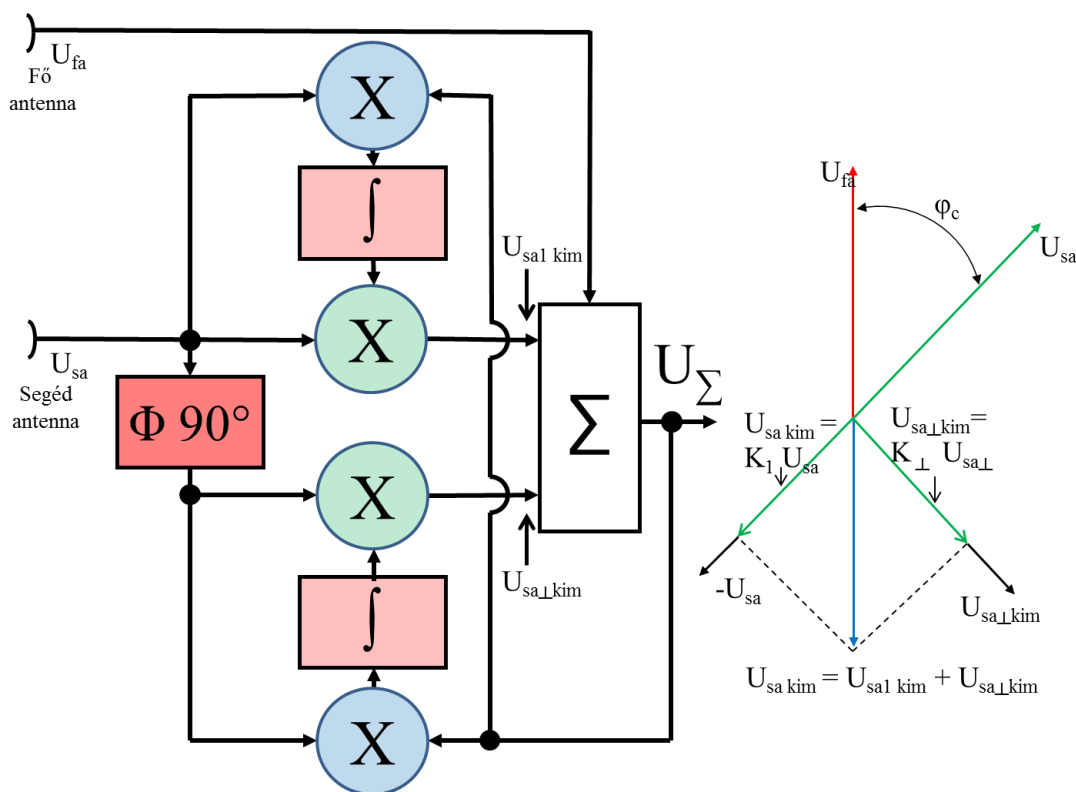 U_fa
Fő
antenna
X
∫
U_sa1 kim
X
U_sa
Segéd
antenna
Φ 90°
Σ
U_Σ
X
U_sa⊥kim
∫
X
U_fa
φ_c
U_sa
U_sa kim =
K_1 U_sa
U_sa⊥kim=
K_⊥ U_sa⊥
-U_sa
U_sa⊥kim
U_sa kim = U_sa1 kim + U_sa⊥kim